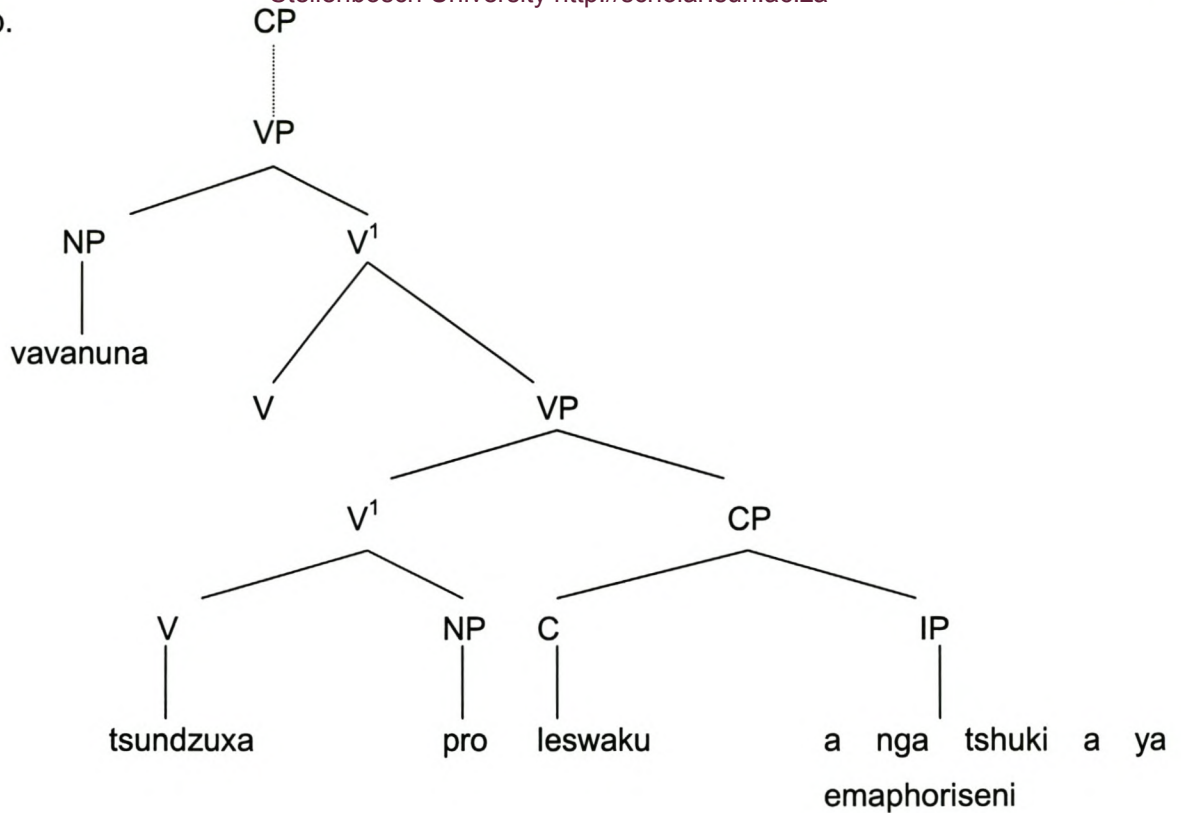 Stellenbosch University http://scholar.sun.ac.za
b.
CP
VP
NP V¹
vavanuna
V VP
V¹ CP
V NP C IP
tsundzuxa pro leswaku a nga tshuki a ya
emaphoriseni